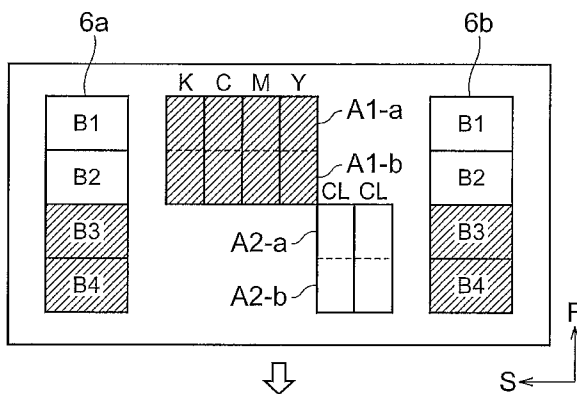 6a
6b
K C M Y
B1
A1-a
B1
B2
A1-b
B2
CL CL
B3
A2-a
B3
B4
A2-b
B4
F
S